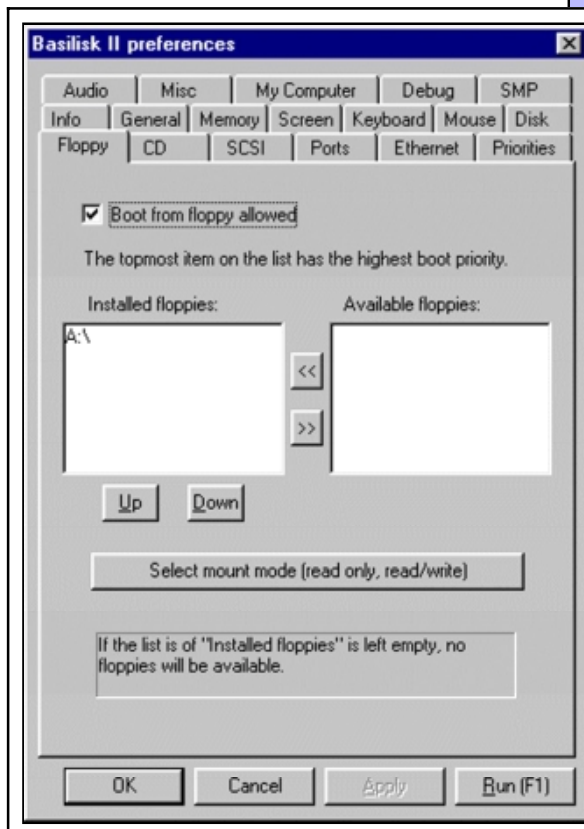 Basilisk II preferences
Audio Misc My Computer Debug SMP
Info General Memory Screen Keyboard Mouse Disk
Floppy CD SCSI Ports Ethernet Priorities
Boot from floppy allowed
The topmost item on the list has the highest boot priority.
Installed floppies: Available floppies:
A:\
<<
>>
Up Down
Select mount mode (read only, read/write)
If the list is of "Installed floppies" is left empty, no
floppies will be available.
OK Cancel Apply Run (F1)